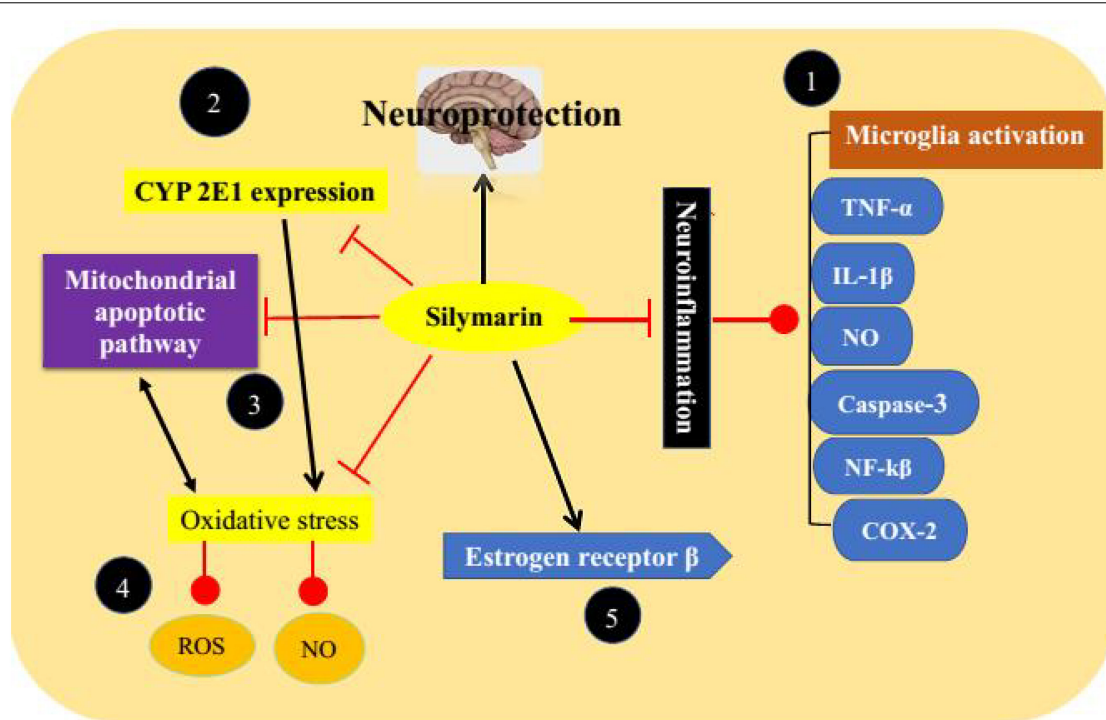 1
2
Neuroprotection
Microglia activation
CYP 2E1 expression
TNF-α
Mitochondrial
apoptotic
pathway
Silymarin
Neuroinflammation
IL-1β
NO
3
Caspase-3
NF-kβ
Oxidative stress
COX-2
Estrogen receptor β
4
5
ROS
NO